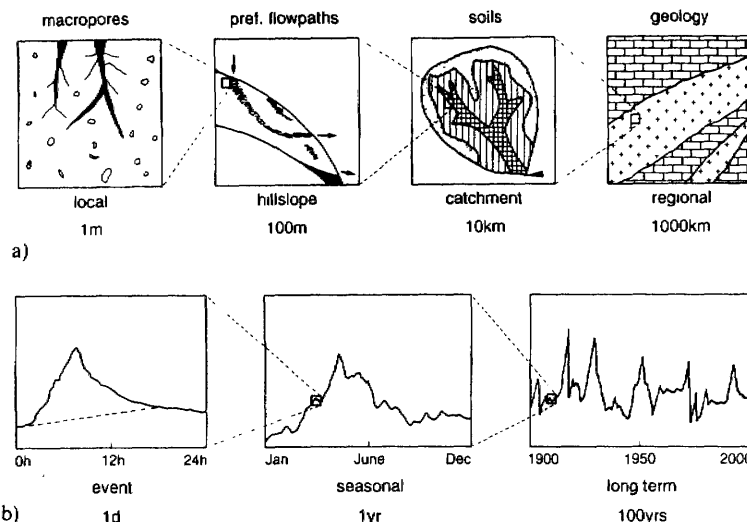 macropores pref. flowpaths soils geology
local hillslope catchment regional
1m 100m 10km 1000km
a)
0h 12h 24h Jan June Dec 1900 1950 2000
event seasonal long term
b) 1d 1yr 100yrs